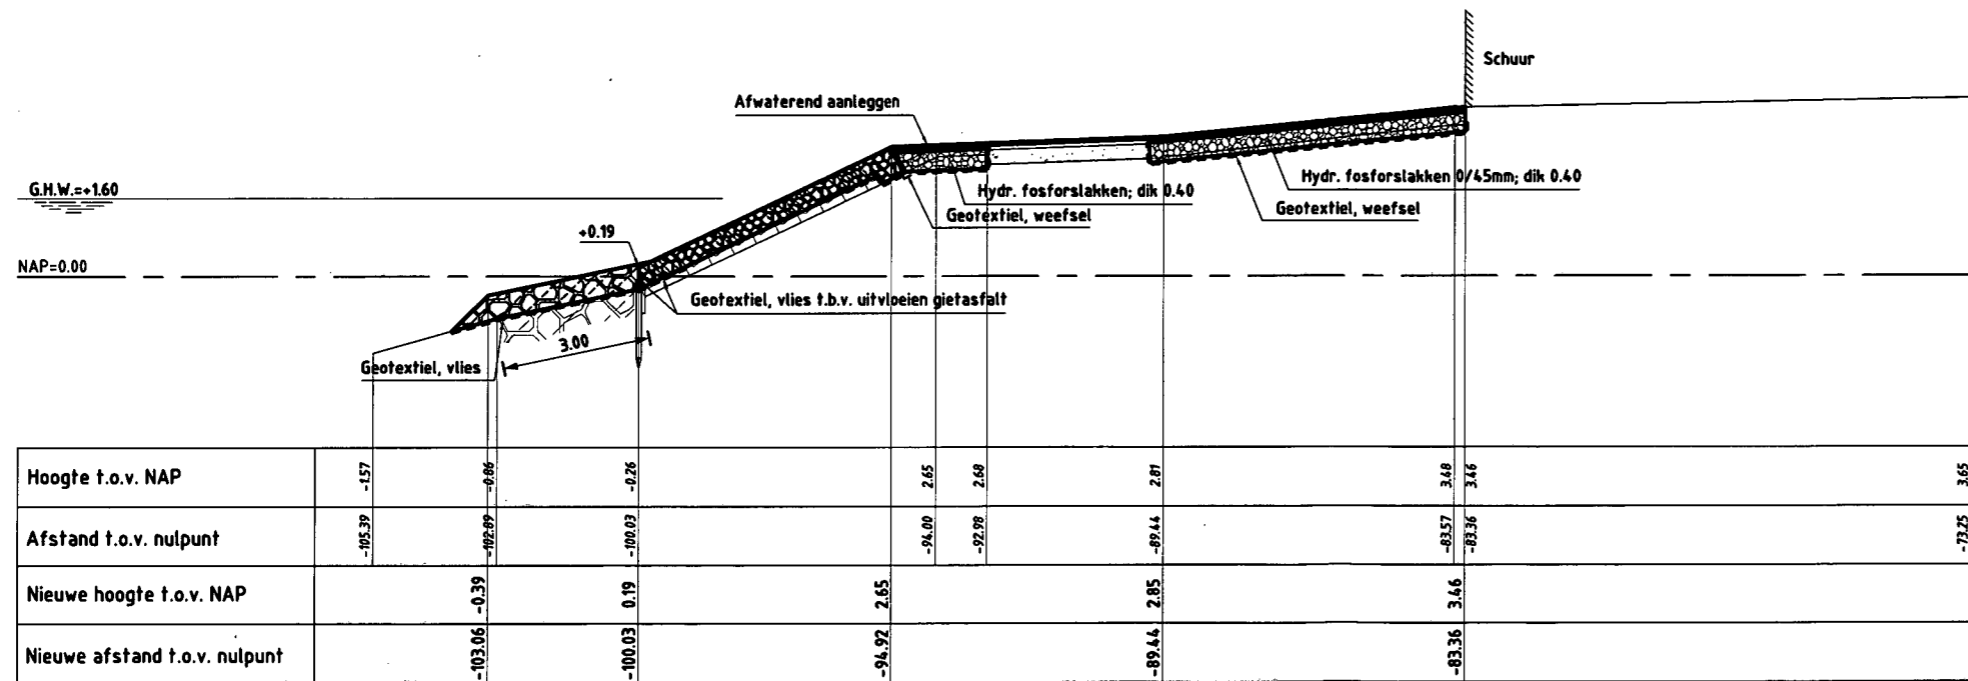 Schuur
Afwaterend aanleggen
G.H.W.=+1.60
Hydr. fosforslakken 0/45mm; dik 0.40
Hydr. fosforslakken; dik 0.40
Geotextiel, weefsel
Geotextiel, weefsel
+0.19
NAP=0.00
Geotextiel, vlies t.b.v. uitvloeien gietasfalt
3.00
Geotextiel, vlies
Hoogte t.o.v. NAP -1.57 -0.86 -0.26 2.65 2.68 2.81 3.48 3.46 3.65
Afstand t.o.v. nulpunt -105.39 -102.89 -100.03 -94.00 -92.98 -89.44 -83.57 -83.36 -73.25
Nieuwe hoogte t.o.v. NAP -0.39 0.19 2.65 2.85 3.46
Nieuwe afstand t.o.v. nulpunt -103.06 -100.03 -94.92 -89.44 -83.36